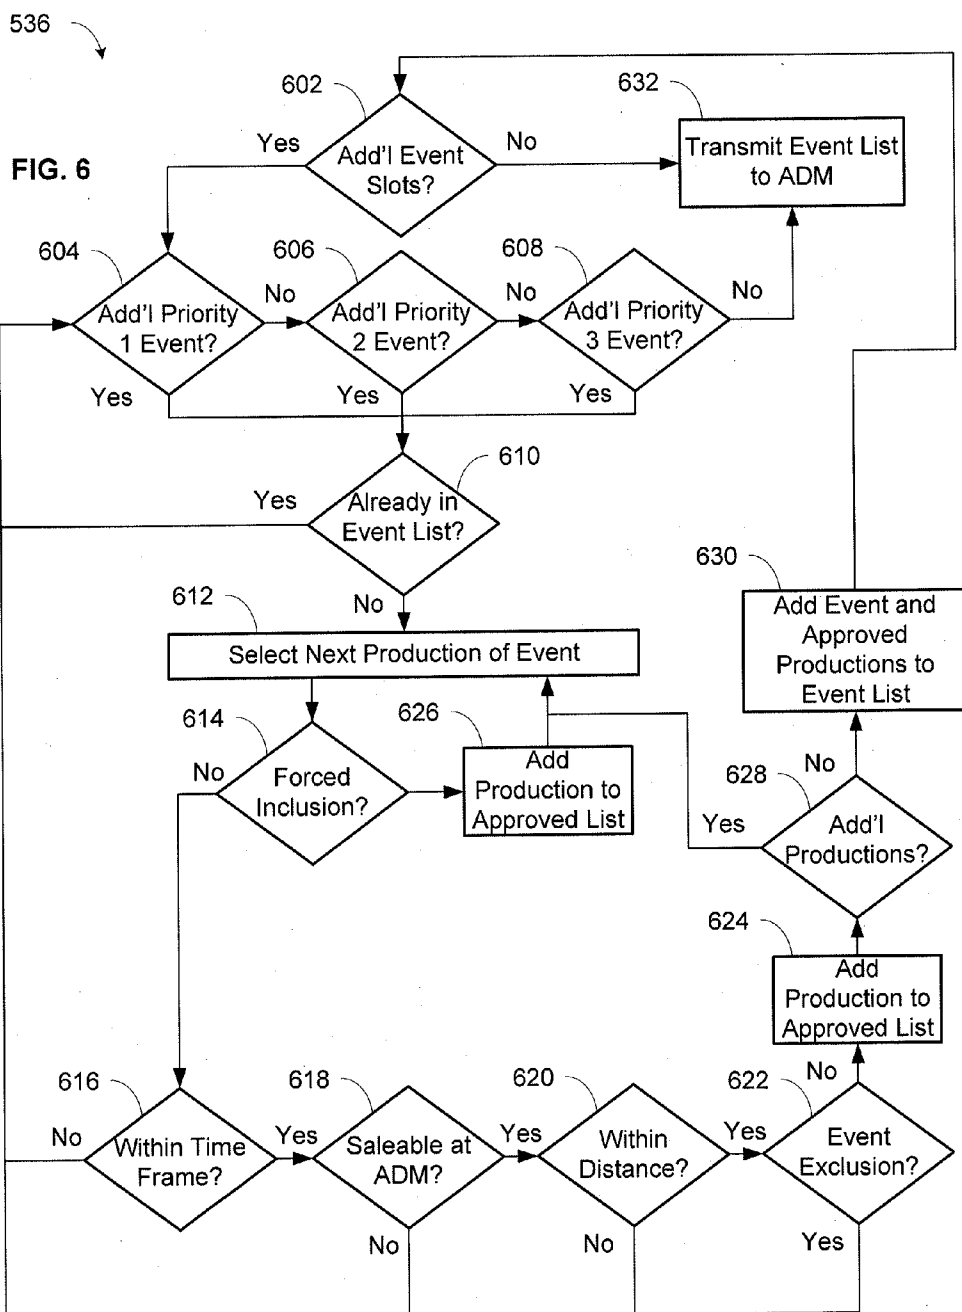 536
FIG. 6
602
Add'l Event
Slots?
Yes
No
632
Transmit Event List
to ADM
604
Add'l Priority
1 Event?
No
606
Add'l Priority
2 Event?
No
608
Add'l Priority
3 Event?
No
Yes
Yes
Yes
610
Already in
Event List?
Yes
No
612
Select Next Production of Event
614
Forced
Inclusion?
No
626
Add
Production to
Approved List
630
Add Event and
Approved
Productions to
Event List
No
628
Add'l
Productions?
Yes
624
Add
Production to
Approved List
No
616
Within Time
Frame?
No
Yes
618
Saleable at
ADM?
Yes
620
Within
Distance?
Yes
622
Event
Exclusion?
No
No
Yes